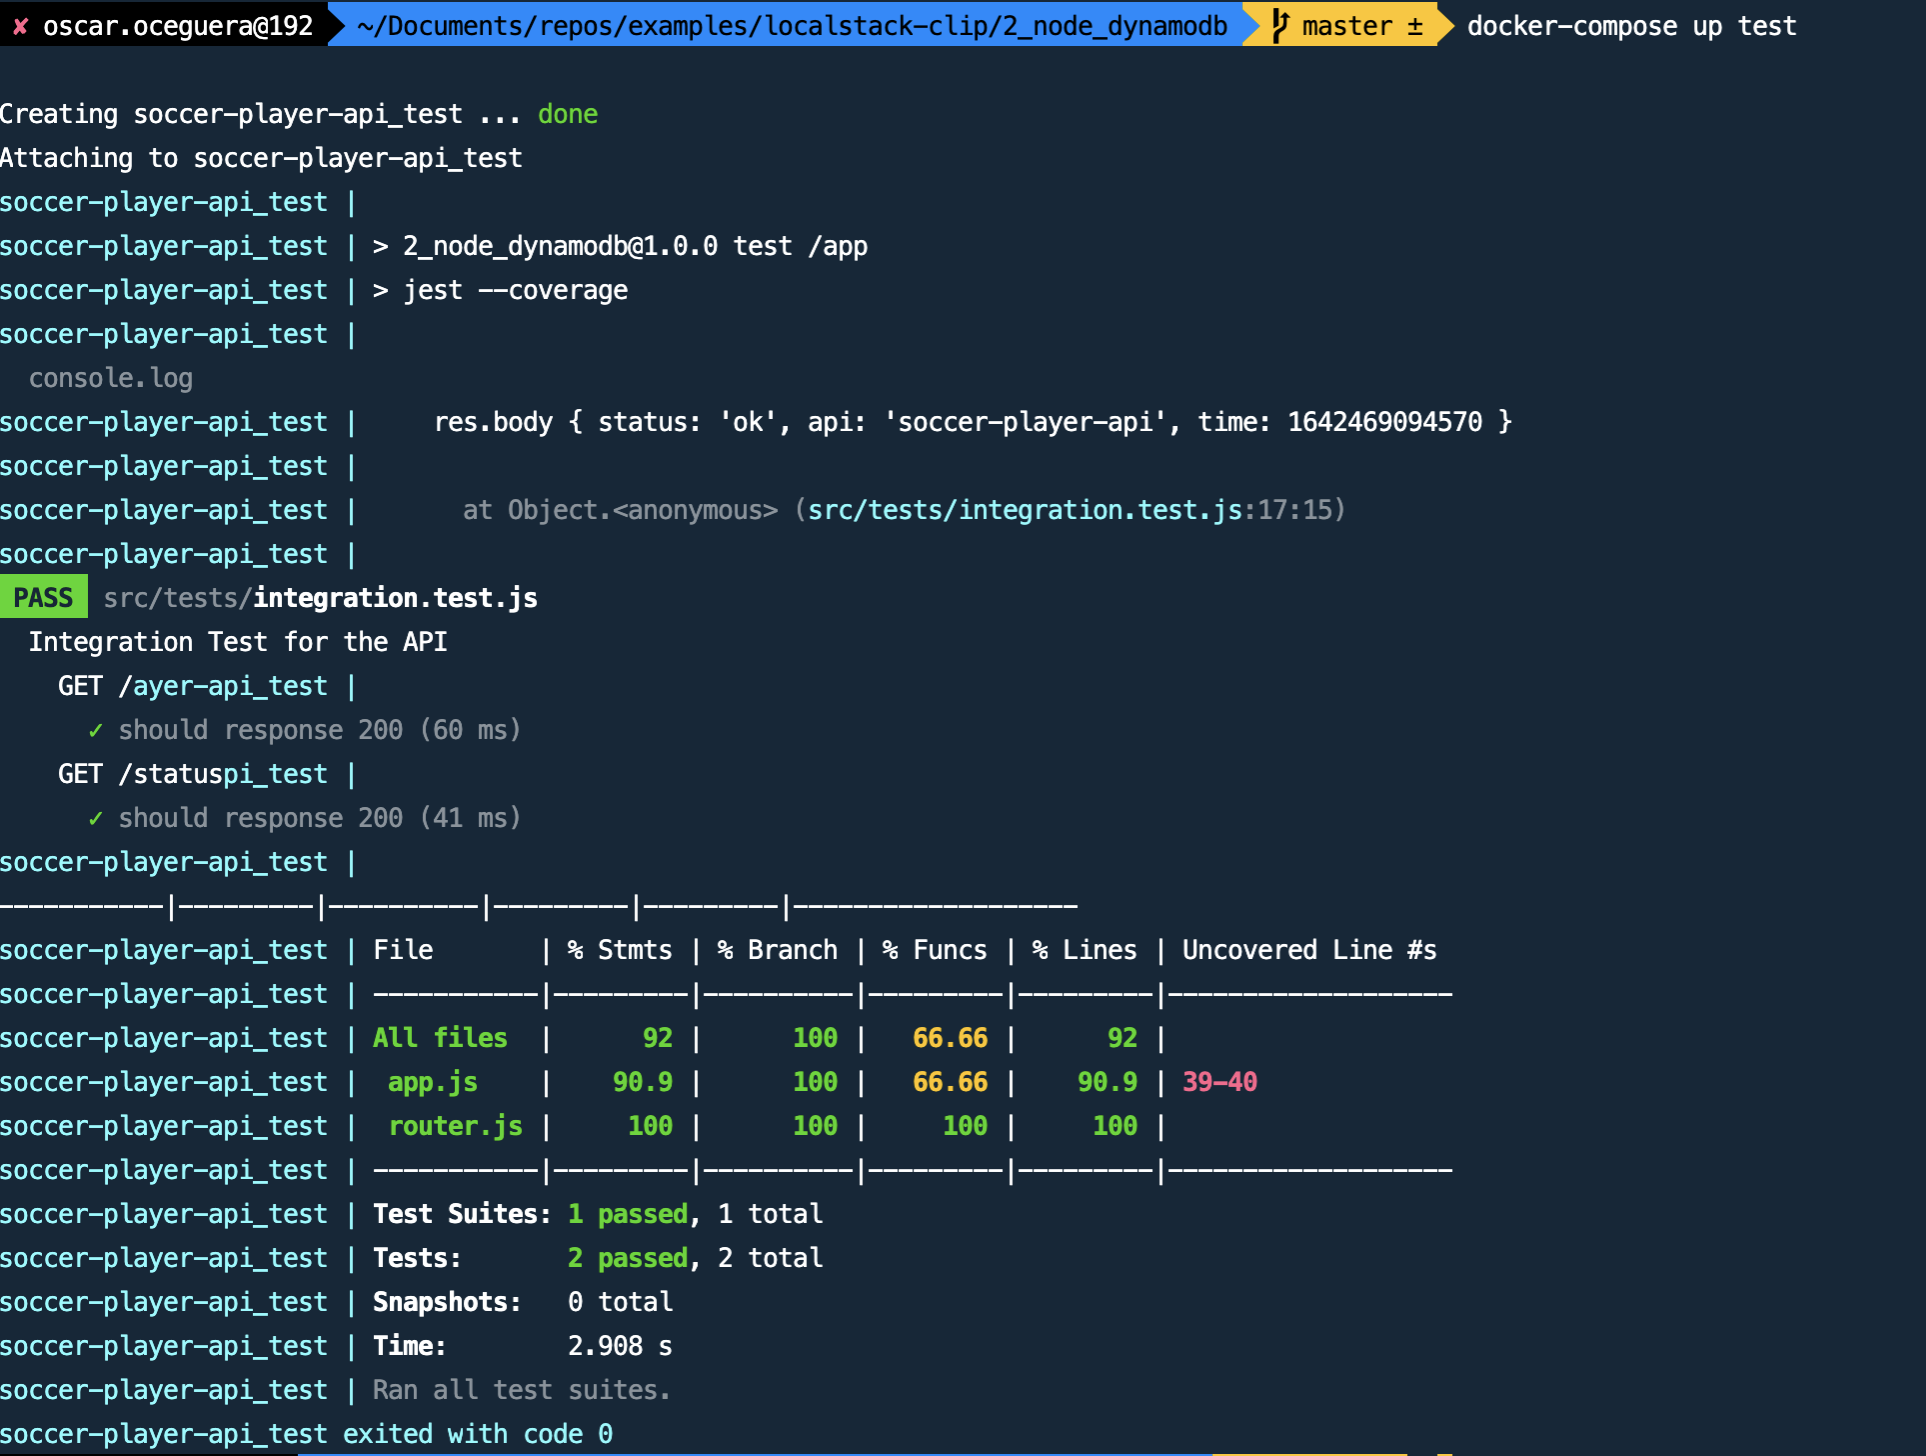 ✘ oscar.oceguera@192 ~/Documents/repos/examples/localstack-clip/2_node_dynamodb master ± docker-compose up test
Creating soccer-player-api_test ... done
Attaching to soccer-player-api_test
soccer-player-api_test |
soccer-player-api_test | > 2_node_dynamodb@1.0.0 test /app
soccer-player-api_test | > jest --coverage
soccer-player-api_test |
  console.log
soccer-player-api_test |     res.body { status: 'ok', api: 'soccer-player-api', time: 1642469094570 }
soccer-player-api_test |
soccer-player-api_test |       at Object.<anonymous> (src/tests/integration.test.js:17:15)
soccer-player-api_test |
PASS src/tests/integration.test.js
  Integration Test for the API
    GET /ayer-api_test |
      ✓ should response 200 (60 ms)
    GET /statuspi_test |
      ✓ should response 200 (41 ms)
soccer-player-api_test |
-----------|---------|----------|---------|---------|-------------------
soccer-player-api_test | File       | % Stmts | % Branch | % Funcs | % Lines | Uncovered Line #s
soccer-player-api_test | -----------|---------|----------|---------|---------|-------------------
soccer-player-api_test | All files  |      92 |      100 |   66.66 |      92 |
soccer-player-api_test |  app.js    |    90.9 |      100 |   66.66 |    90.9 | 39-40
soccer-player-api_test |  router.js |     100 |      100 |     100 |     100 |
soccer-player-api_test | -----------|---------|----------|---------|---------|-------------------
soccer-player-api_test | Test Suites: 1 passed, 1 total
soccer-player-api_test | Tests:       2 passed, 2 total
soccer-player-api_test | Snapshots:   0 total
soccer-player-api_test | Time:        2.908 s
soccer-player-api_test | Ran all test suites.
soccer-player-api_test exited with code 0